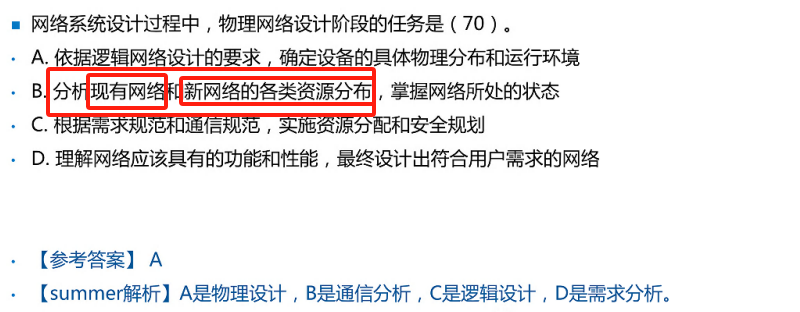 ▪ 网络系统设计过程中，物理网络设计阶段的任务是（70）。
• A. 依据逻辑网络设计的要求，确定设备的具体物理分布和运行环境
• B. 分析现有网络和新网络的各类资源分布，掌握网络所处的状态
• C. 根据需求规范和通信规范，实施资源分配和安全规划
• D. 理解网络应该具有的功能和性能，最终设计出符合用户需求的网络
• 【参考答案】 A
• 【summer解析】A是物理设计，B是通信分析，C是逻辑设计，D是需求分析。